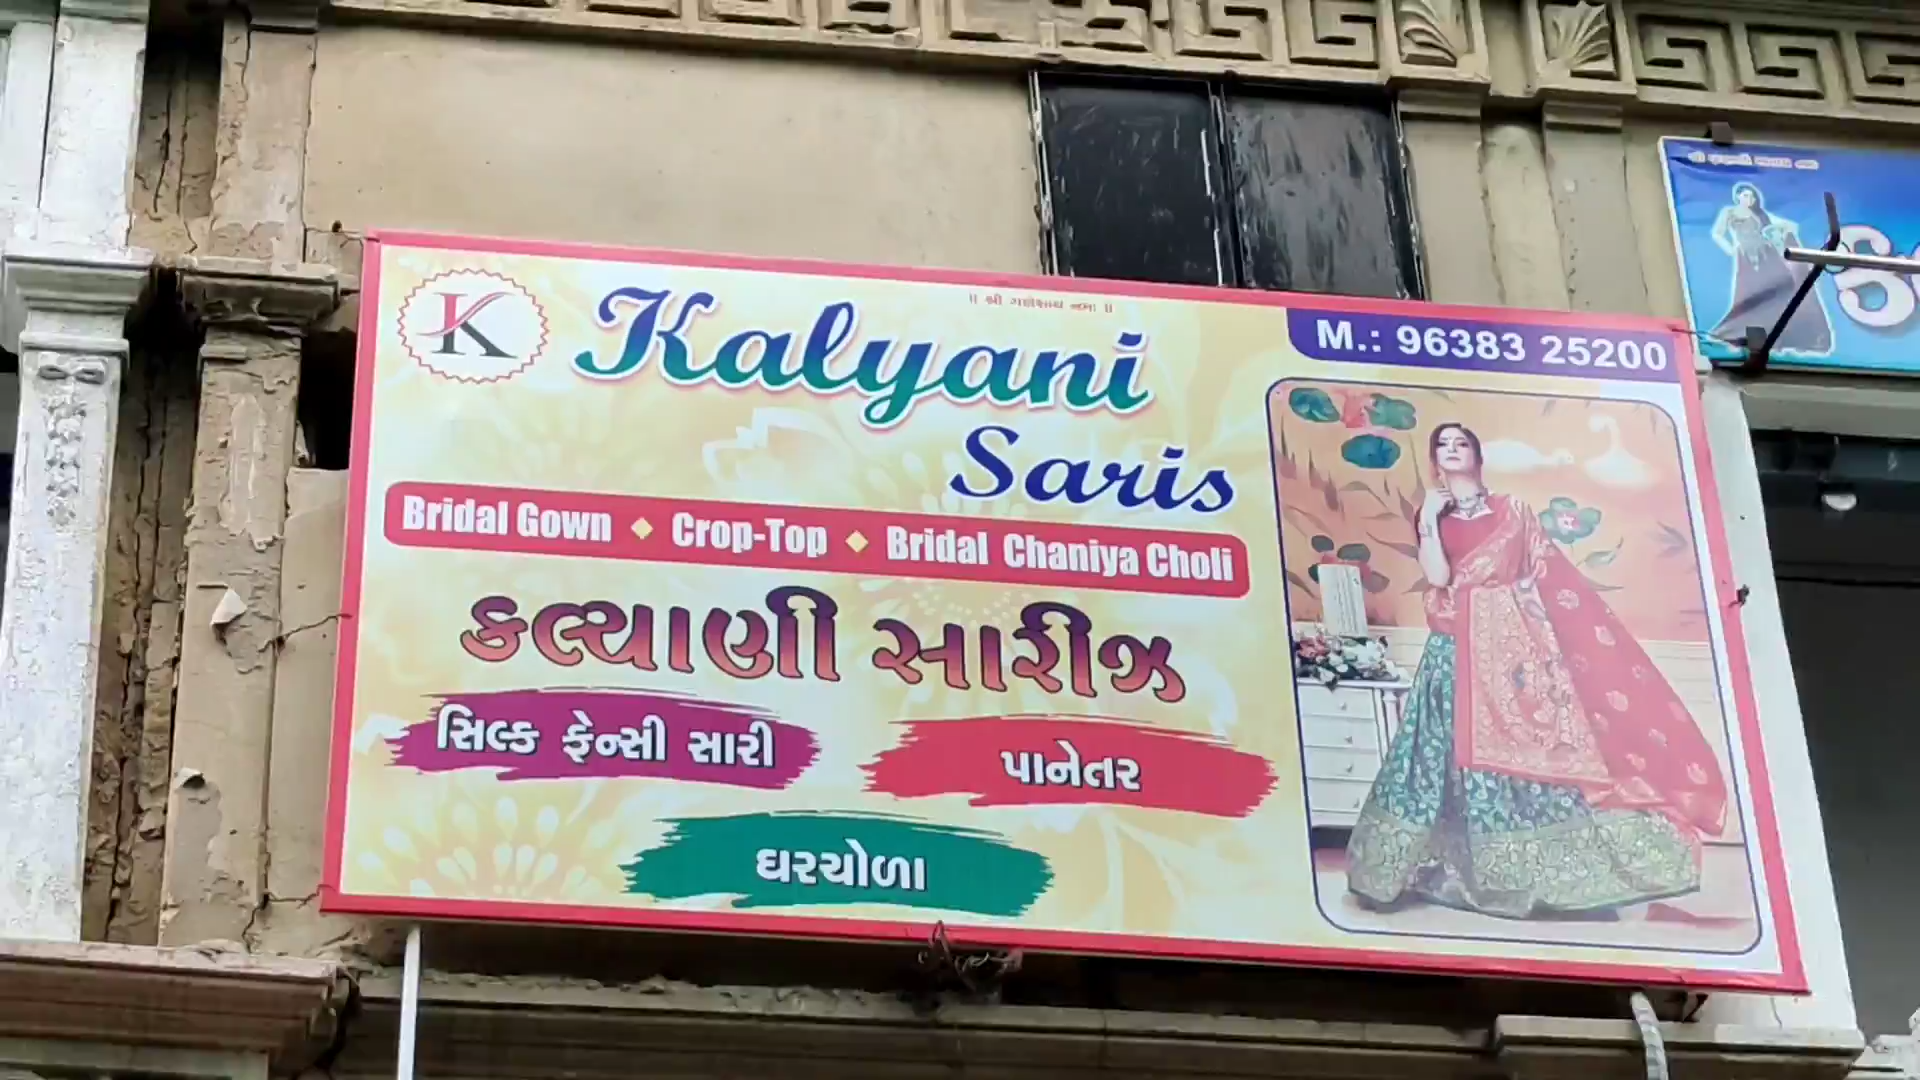 ॥ શ્રી ગણેશાય નમઃ ॥
K
Kalyani
Saris
M.: 96383 25200
Bridal Gown ◆ Crop-Top ◆ Bridal Chaniya Choli
કલ્યાણી સારીઝ
સિલ્ક ફેન્સી સારી
પાનેતર
ઘરચોળા